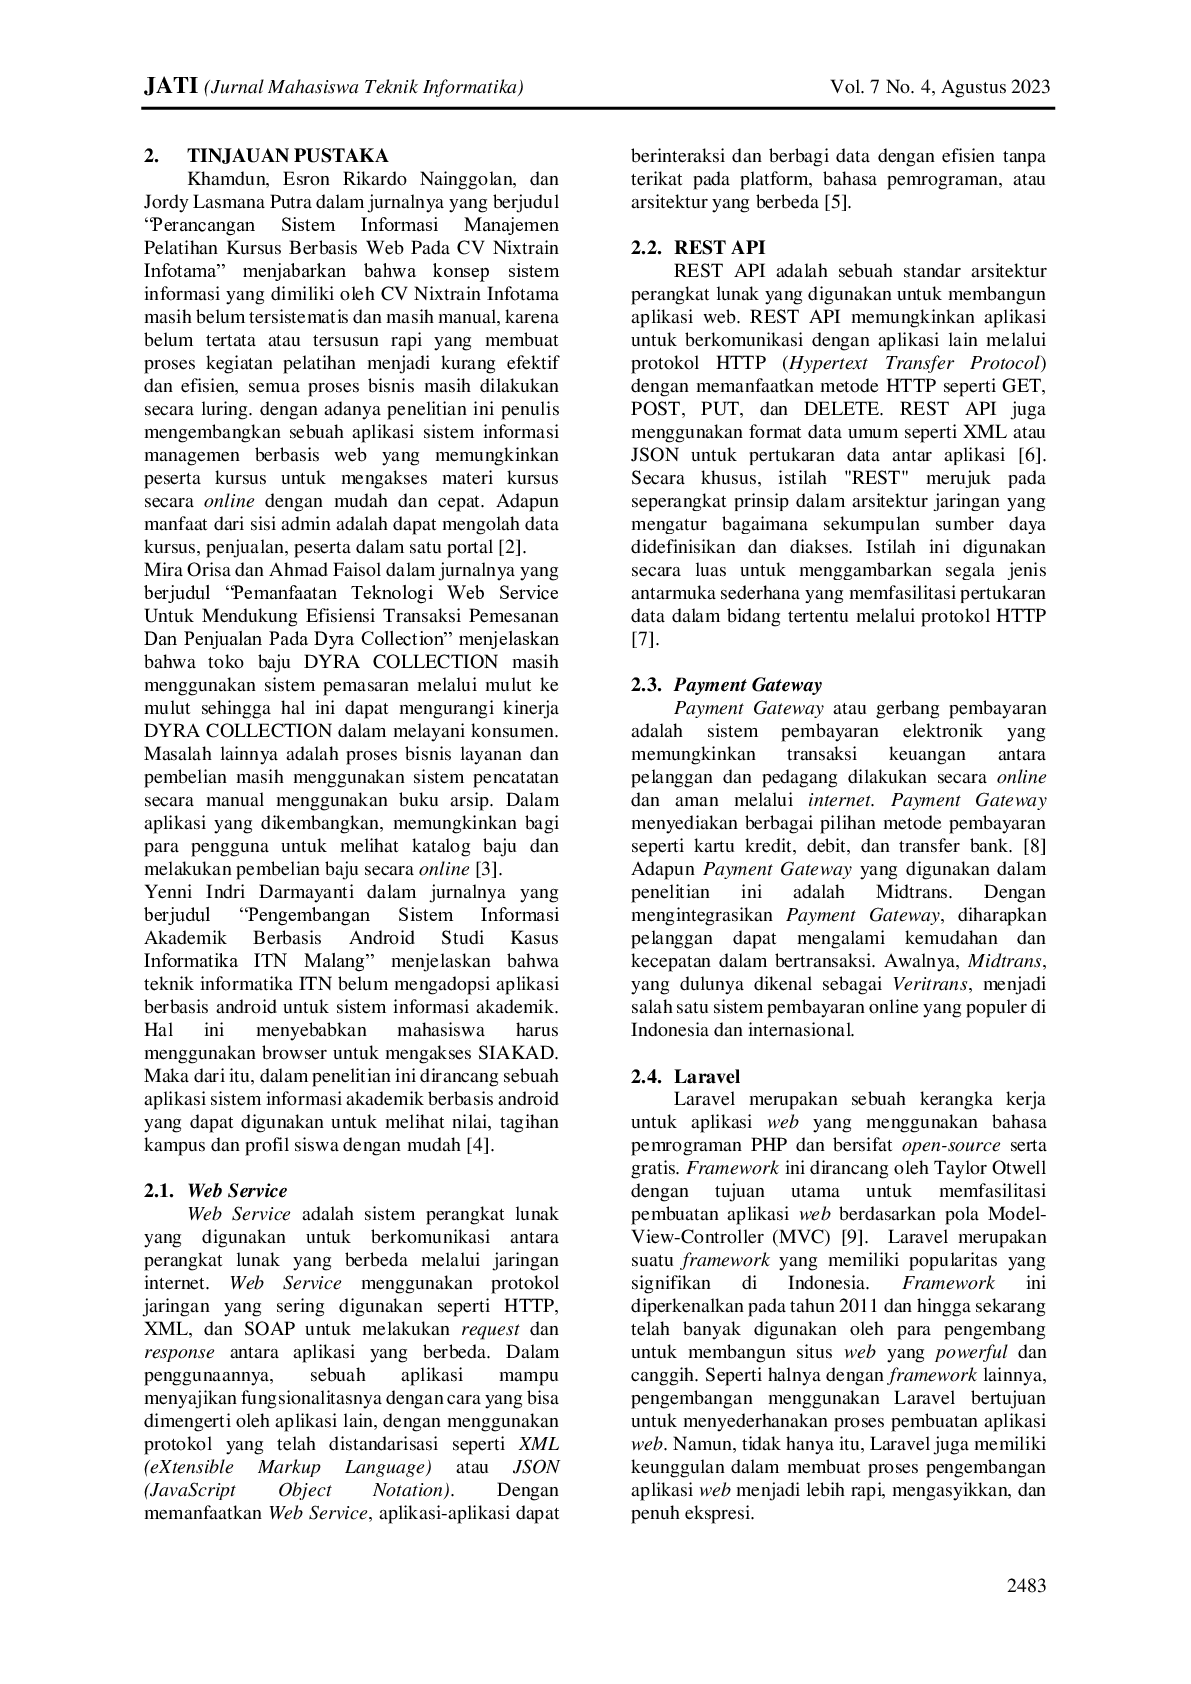 JATI (Jurnal Mahasiswa Teknik Informatika) Vol. 7 No. 4, Agustus 2023
2. TINJAUAN PUSTAKA
Khamdun, Esron Rikardo Nainggolan, dan
Jordy Lasmana Putra dalam jurnalnya yang berjudul
“Perancangan Sistem Informasi Manajemen
Pelatihan Kursus Berbasis Web Pada CV Nixtrain
Infotama” menjabarkan bahwa konsep sistem
informasi yang dimiliki oleh CV Nixtrain Infotama
masih belum tersistematis dan masih manual, karena
belum tertata atau tersusun rapi yang membuat
proses kegiatan pelatihan menjadi kurang efektif
dan efisien, semua proses bisnis masih dilakukan
secara luring. dengan adanya penelitian ini penulis
mengembangkan sebuah aplikasi sistem informasi
managemen berbasis web yang memungkinkan
peserta kursus untuk mengakses materi kursus
secara online dengan mudah dan cepat. Adapun
manfaat dari sisi admin adalah dapat mengolah data
kursus, penjualan, peserta dalam satu portal [2].
Mira Orisa dan Ahmad Faisol dalam jurnalnya yang
berjudul “Pemanfaatan Teknologi Web Service
Untuk Mendukung Efisiensi Transaksi Pemesanan
Dan Penjualan Pada Dyra Collection” menjelaskan
bahwa toko baju DYRA COLLECTION masih
menggunakan sistem pemasaran melalui mulut ke
mulut sehingga hal ini dapat mengurangi kinerja
DYRA COLLECTION dalam melayani konsumen.
Masalah lainnya adalah proses bisnis layanan dan
pembelian masih menggunakan sistem pencatatan
secara manual menggunakan buku arsip. Dalam
aplikasi yang dikembangkan, memungkinkan bagi
para pengguna untuk melihat katalog baju dan
melakukan pembelian baju secara online [3].
Yenni Indri Darmayanti dalam jurnalnya yang
berjudul “Pengembangan Sistem Informasi
Akademik Berbasis Android Studi Kasus
Informatika ITN Malang” menjelaskan bahwa
teknik informatika ITN belum mengadopsi aplikasi
berbasis android untuk sistem informasi akademik.
Hal ini menyebabkan mahasiswa harus
menggunakan browser untuk mengakses SIAKAD.
Maka dari itu, dalam penelitian ini dirancang sebuah
aplikasi sistem informasi akademik berbasis android
yang dapat digunakan untuk melihat nilai, tagihan
kampus dan profil siswa dengan mudah [4].
2.1. Web Service
Web Service adalah sistem perangkat lunak
yang digunakan untuk berkomunikasi antara
perangkat lunak yang berbeda melalui jaringan
internet. Web Service menggunakan protokol
jaringan yang sering digunakan seperti HTTP,
XML, dan SOAP untuk melakukan request dan
response antara aplikasi yang berbeda. Dalam
penggunaannya, sebuah aplikasi mampu
menyajikan fungsionalitasnya dengan cara yang bisa
dimengerti oleh aplikasi lain, dengan menggunakan
protokol yang telah distandarisasi seperti XML
(eXtensible Markup Language) atau JSON
(JavaScript Object Notation). Dengan
memanfaatkan Web Service, aplikasi-aplikasi dapat
berinteraksi dan berbagi data dengan efisien tanpa
terikat pada platform, bahasa pemrograman, atau
arsitektur yang berbeda [5].
2.2. REST API
REST API adalah sebuah standar arsitektur
perangkat lunak yang digunakan untuk membangun
aplikasi web. REST API memungkinkan aplikasi
untuk berkomunikasi dengan aplikasi lain melalui
protokol HTTP (Hypertext Transfer Protocol)
dengan memanfaatkan metode HTTP seperti GET,
POST, PUT, dan DELETE. REST API juga
menggunakan format data umum seperti XML atau
JSON untuk pertukaran data antar aplikasi [6].
Secara khusus, istilah "REST" merujuk pada
seperangkat prinsip dalam arsitektur jaringan yang
mengatur bagaimana sekumpulan sumber daya
didefinisikan dan diakses. Istilah ini digunakan
secara luas untuk menggambarkan segala jenis
antarmuka sederhana yang memfasilitasi pertukaran
data dalam bidang tertentu melalui protokol HTTP
[7].
2.3. Payment Gateway
Payment Gateway atau gerbang pembayaran
adalah sistem pembayaran elektronik yang
memungkinkan transaksi keuangan antara
pelanggan dan pedagang dilakukan secara online
dan aman melalui internet. Payment Gateway
menyediakan berbagai pilihan metode pembayaran
seperti kartu kredit, debit, dan transfer bank. [8]
Adapun Payment Gateway yang digunakan dalam
penelitian ini adalah Midtrans. Dengan
mengintegrasikan Payment Gateway, diharapkan
pelanggan dapat mengalami kemudahan dan
kecepatan dalam bertransaksi. Awalnya, Midtrans,
yang dulunya dikenal sebagai Veritrans, menjadi
salah satu sistem pembayaran online yang populer di
Indonesia dan internasional.
2.4. Laravel
Laravel merupakan sebuah kerangka kerja
untuk aplikasi web yang menggunakan bahasa
pemrograman PHP dan bersifat open-source serta
gratis. Framework ini dirancang oleh Taylor Otwell
dengan tujuan utama untuk memfasilitasi
pembuatan aplikasi web berdasarkan pola Model-
View-Controller (MVC) [9]. Laravel merupakan
suatu framework yang memiliki popularitas yang
signifikan di Indonesia. Framework ini
diperkenalkan pada tahun 2011 dan hingga sekarang
telah banyak digunakan oleh para pengembang
untuk membangun situs web yang powerful dan
canggih. Seperti halnya dengan framework lainnya,
pengembangan menggunakan Laravel bertujuan
untuk menyederhanakan proses pembuatan aplikasi
web. Namun, tidak hanya itu, Laravel juga memiliki
keunggulan dalam membuat proses pengembangan
aplikasi web menjadi lebih rapi, mengasyikkan, dan
penuh ekspresi.
2483